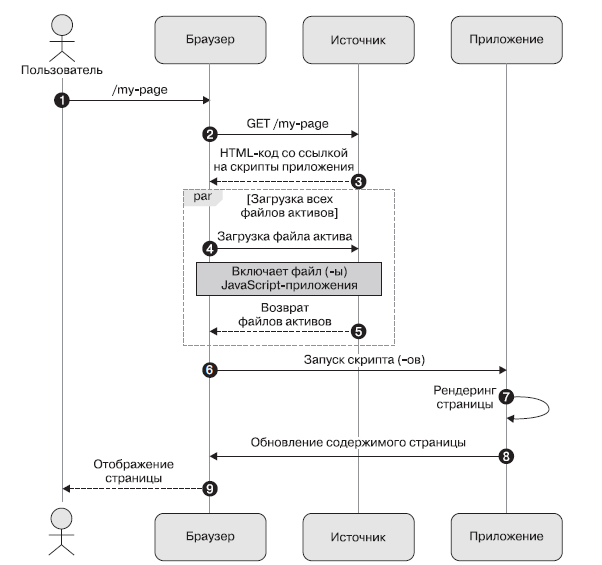 Браузер
Источник
Приложение
Пользователь
1
/my-page
2
GET /my-page
HTML-код со ссылкой
на скрипты приложения
3
par
[Загрузка всех
файлов активов]
Загрузка файла актива
4
Включает файл (-ы)
JavaScript-приложения
Возврат
файлов активов
5
Запуск скрипта (-ов)
6
Рендеринг
страницы
7
Обновление содержимого страницы
8
Отображение
страницы
9
Браузер
Источник
Приложение